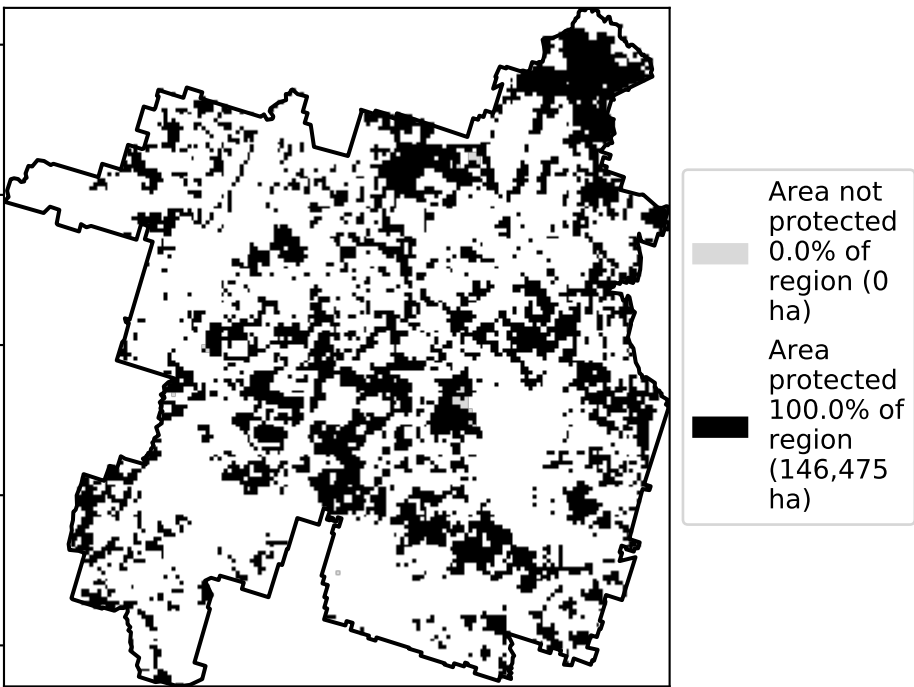 Area not
protected
0.0% of
region (0
ha)
Area
protected
100.0% of
region
(146,475
ha)